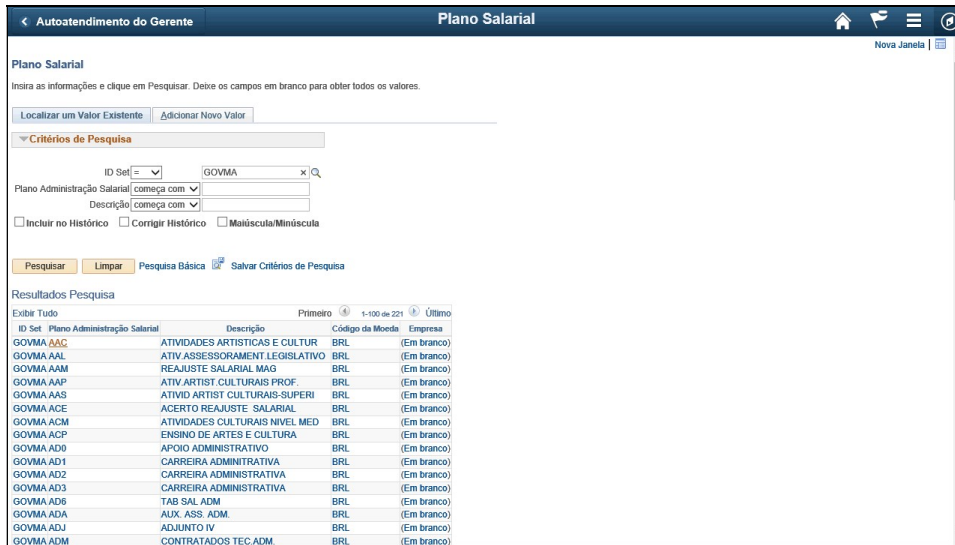 Autoatendimento do Gerente Plano Salarial
Nova Janela |
Plano Salarial
Insira as informações e clique em Pesquisar. Deixe os campos em branco para obter todos os valores.
Localizar um Valor Existente Adicionar Novo Valor
Critérios de Pesquisa
ID Set = GOVMA ×
Plano Administração Salarial começa com
Descrição começa com
Incluir no Histórico Corrigir Histórico Maiúscula/Minúscula
Pesquisar Limpar Pesquisa Básica Salvar Critérios de Pesquisa
Resultados Pesquisa
Exibir Tudo Primeiro 1-100 de 221 Último
ID Set Plano Administração Salarial Descrição Código da Moeda Empresa
GOVMA AAC ATIVIDADES ARTISTICAS E CULTUR BRL (Em branco)
GOVMA AAL ATIV.ASSESSORAMENT.LEGISLATIVO BRL (Em branco)
GOVMA AAM REAJUSTE SALARIAL MAG BRL (Em branco)
GOVMA AAP ATIV.ARTIST.CULTURAIS PROF. BRL (Em branco)
GOVMA AAS ATIVID ARTIST CULTURAIS-SUPERI BRL (Em branco)
GOVMA ACE ACERTO REAJUSTE SALARIAL BRL (Em branco)
GOVMA ACM ATIVIDADES CULTURAIS NIVEL MED BRL (Em branco)
GOVMA ACP ENSINO DE ARTES E CULTURA BRL (Em branco)
GOVMA AD0 APOIO ADMINISTRATIVO BRL (Em branco)
GOVMA AD1 CARREIRA ADMINITRATIVA BRL (Em branco)
GOVMA AD2 CARREIRA ADMINISTRATIVA BRL (Em branco)
GOVMA AD3 CARREIRA ADMINISTRATIVA BRL (Em branco)
GOVMA AD6 TAB SAL ADM BRL (Em branco)
GOVMA ADA AUX. ASS. ADM. BRL (Em branco)
GOVMA ADJ ADJUNTO IV BRL (Em branco)
GOVMA ADM CONTRATADOS TEC.ADM. BRL (Em branco)